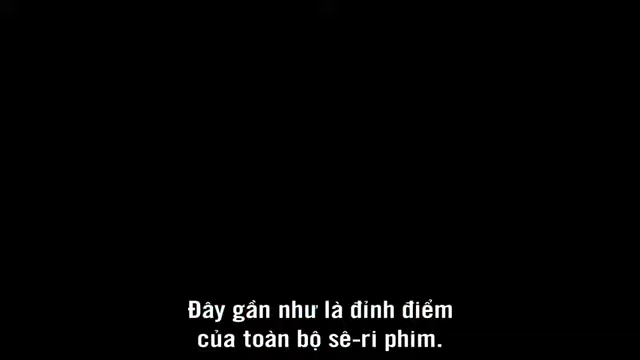 Đây gần như là đỉnh điểm
của toàn bộ sê-ri phim.